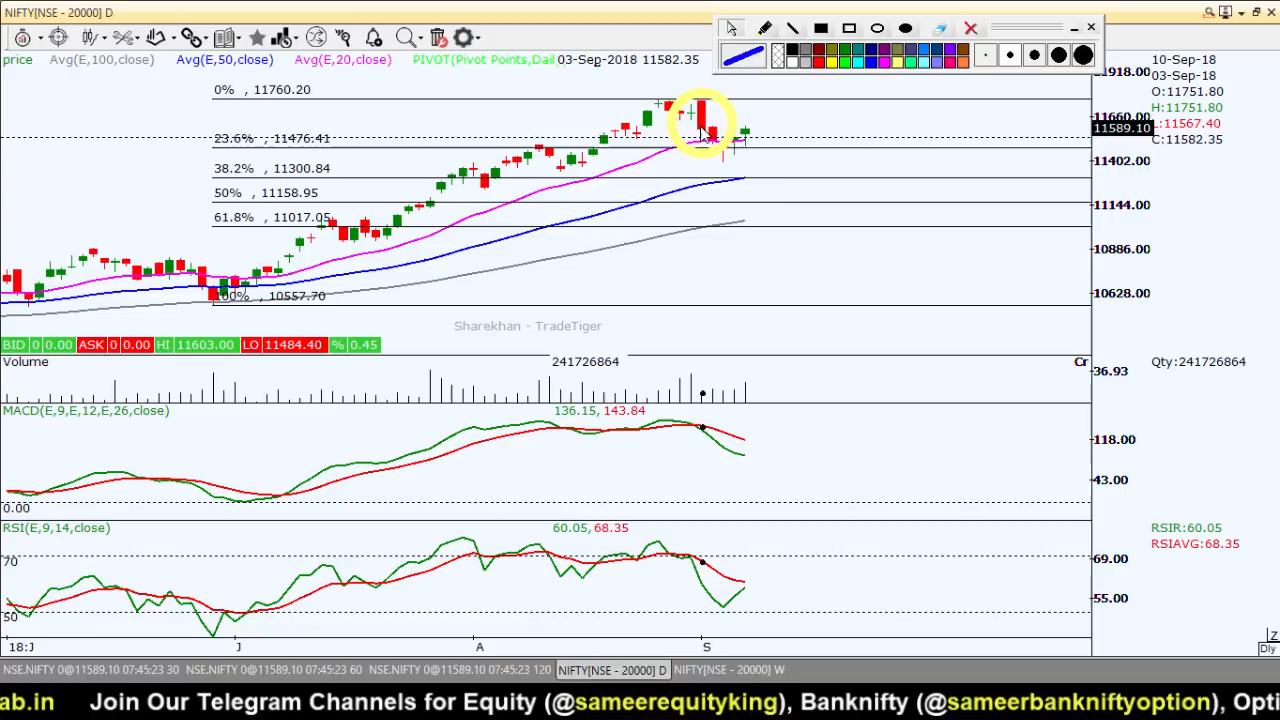 NIFTY[NSE - 20000] D
price Avg(E,100,close) Avg(E,50,close) Avg(E,20,close) PIVOT(Pivot Points,Dail 03-Sep-2018 11582.35
10-Sep-18
03-Sep-18
O:11751.80
H:11751.80
L:11567.40
C:11582.35
11918.00
11660.00
11589.10
11402.00
11144.00
10886.00
10628.00
0% , 11760.20
23.6% , 11476.41
38.2% , 11300.84
50% , 11158.95
61.8% , 11017.05
100% , 10557.70
Sharekhan - TradeTiger
BID 0 0.00 ASK 0 0.00 HI 11603.00 LO 11484.40 % 0.45
Volume 241726864 Cr
36.93
Qty:241726864
MACD(E,9,E,12,E,26,close) 136.15, 143.84
118.00
43.00
0.00
RSI(E,9,14,close) 60.05, 68.35
RSIR:60.05
RSIAVG:68.35
70
69.00
55.00
50
18:J J A S
Z
Dly
NSE.NIFTY 0@11589.10 07:45:23 30 NSE.NIFTY 0@11589.10 07:45:23 60 NSE.NIFTY 0@11589.10 07:45:23 120 NIFTY[NSE - 20000] D NIFTY[NSE - 20000] W
ab.in Join Our Telegram Channels for Equity (@sameerequityking), Banknifty (@sameerbankniftyoption), Opti